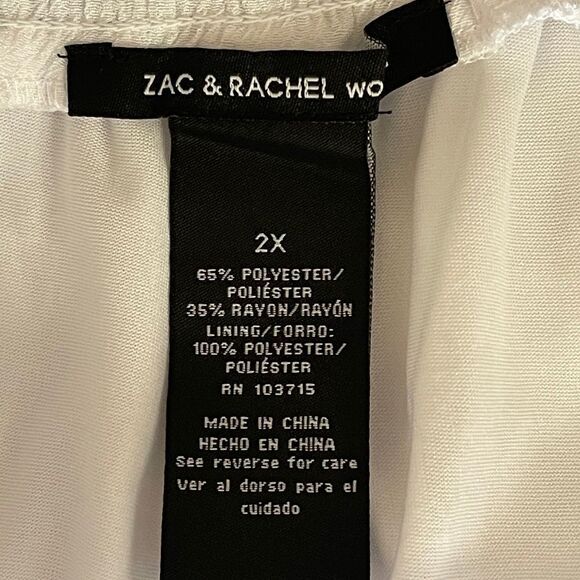 ZAC & RACHEL WO
2X
65% POLYESTER/
POLIÉSTER
35% RAYON/RAYÓN
LINING/FORRO:
100% POLYESTER/
POLIÉSTER
RN 103715
MADE IN CHINA
HECHO EN CHINA
See reverse for care
Ver al dorso para el
cuidado